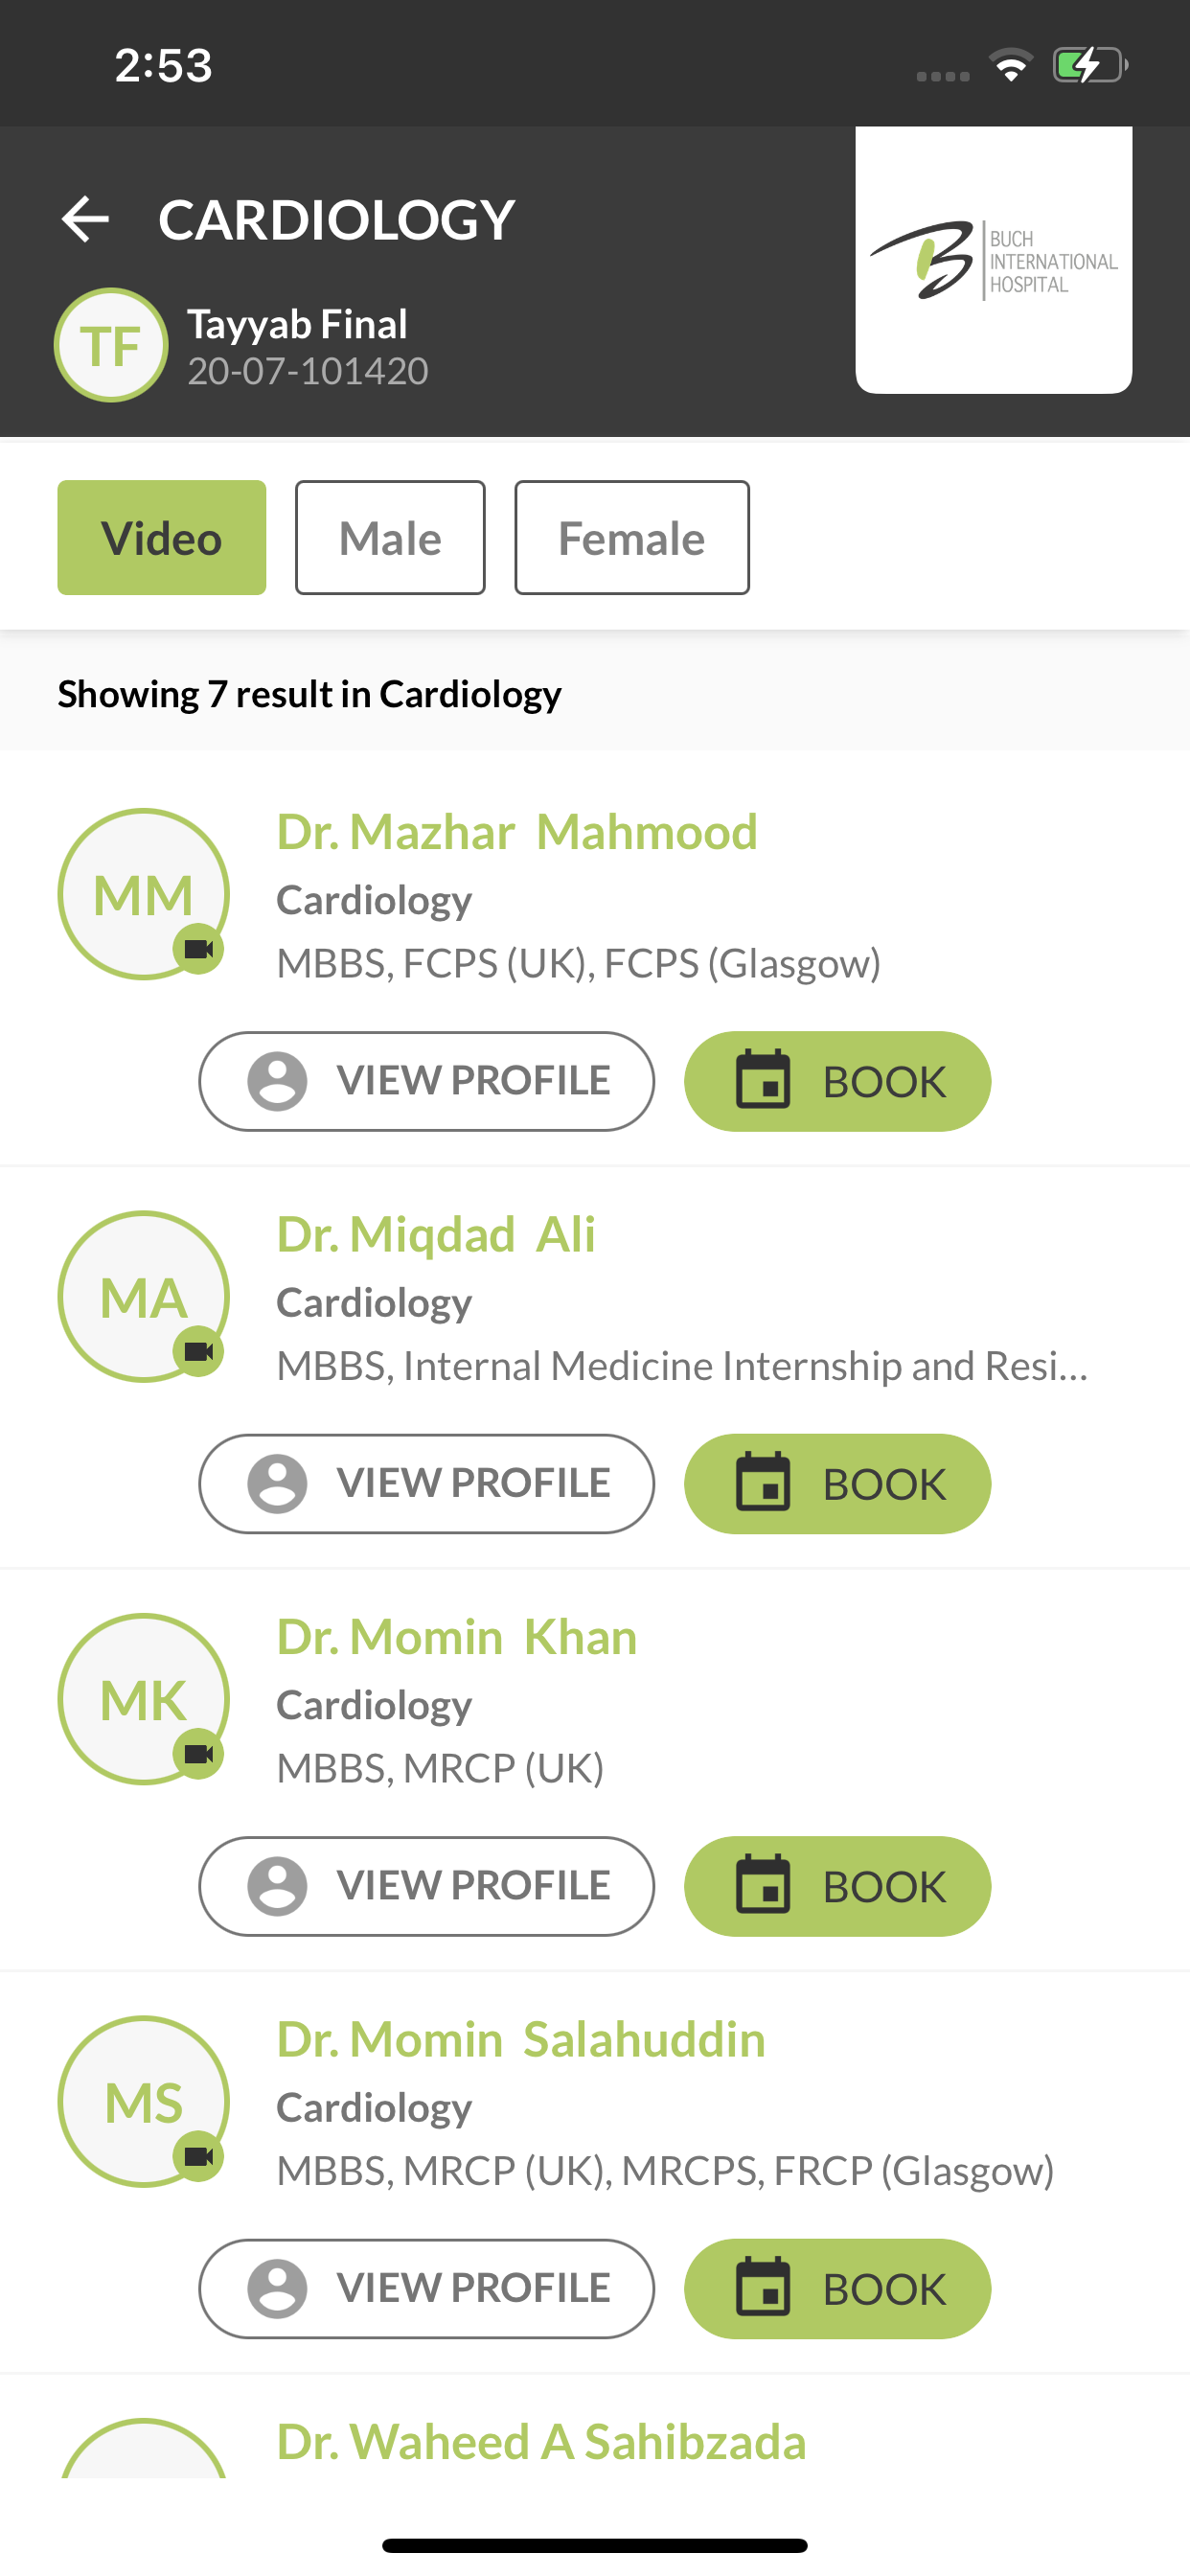 2:53
CARDIOLOGY
BUCH
INTERNATIONAL
HOSPITAL
TF
Tayyab Final
20-07-101420
Video
Male
Female
Showing 7 result in Cardiology
Dr. Mazhar  Mahmood
MM
Cardiology
MBBS, FCPS (UK), FCPS (Glasgow)
VIEW PROFILE
BOOK
Dr. Miqdad  Ali
MA
Cardiology
MBBS, Internal Medicine Internship and Resi...
VIEW PROFILE
BOOK
Dr. Momin  Khan
MK
Cardiology
MBBS, MRCP (UK)
VIEW PROFILE
BOOK
Dr. Momin  Salahuddin
MS
Cardiology
MBBS, MRCP (UK), MRCPS, FRCP (Glasgow)
VIEW PROFILE
BOOK
Dr. Waheed A Sahibzada